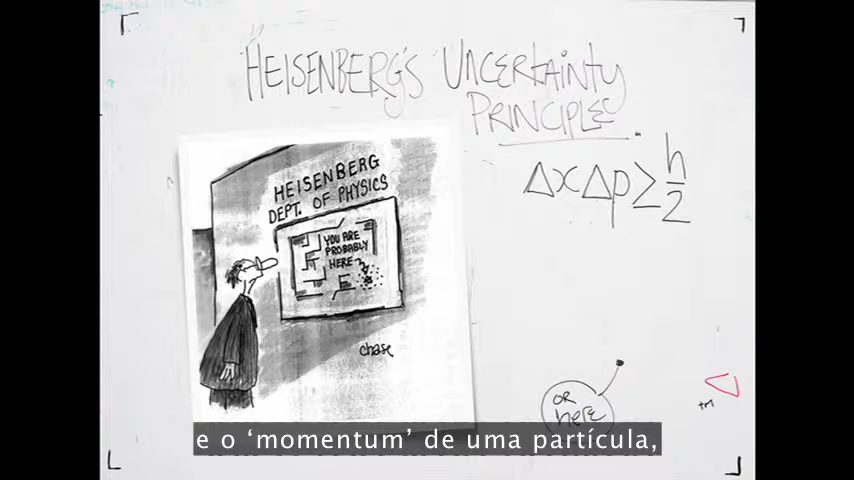 HEISENBERG'S UNCERTAINTY
PRINCIPLE
ΔxΔp≥h/2
HEISENBERG
DEPT. OF PHYSICS
YOU ARE
PROBABLY
HERE
chase
OR
here
TM
e o ‘momentum’ de uma partícula,